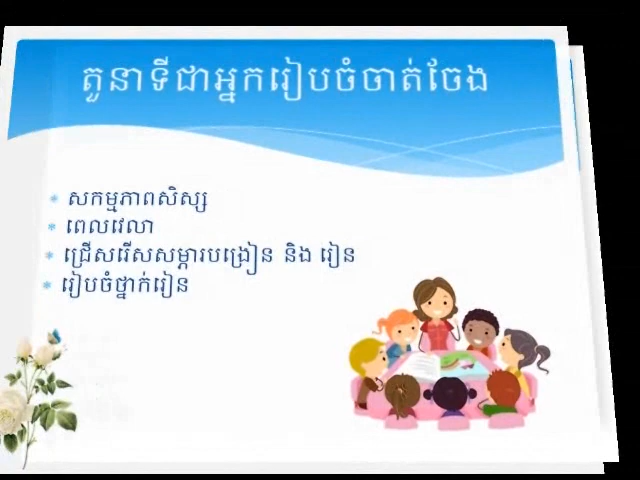 តួនាទីជាអ្នករៀបចំចាត់ចែង
សកម្មភាពសិស្ស
ពេលវេលា
ជ្រើសរើសសម្ភារបង្រៀន និង រៀន
រៀបចំថ្នាក់រៀន